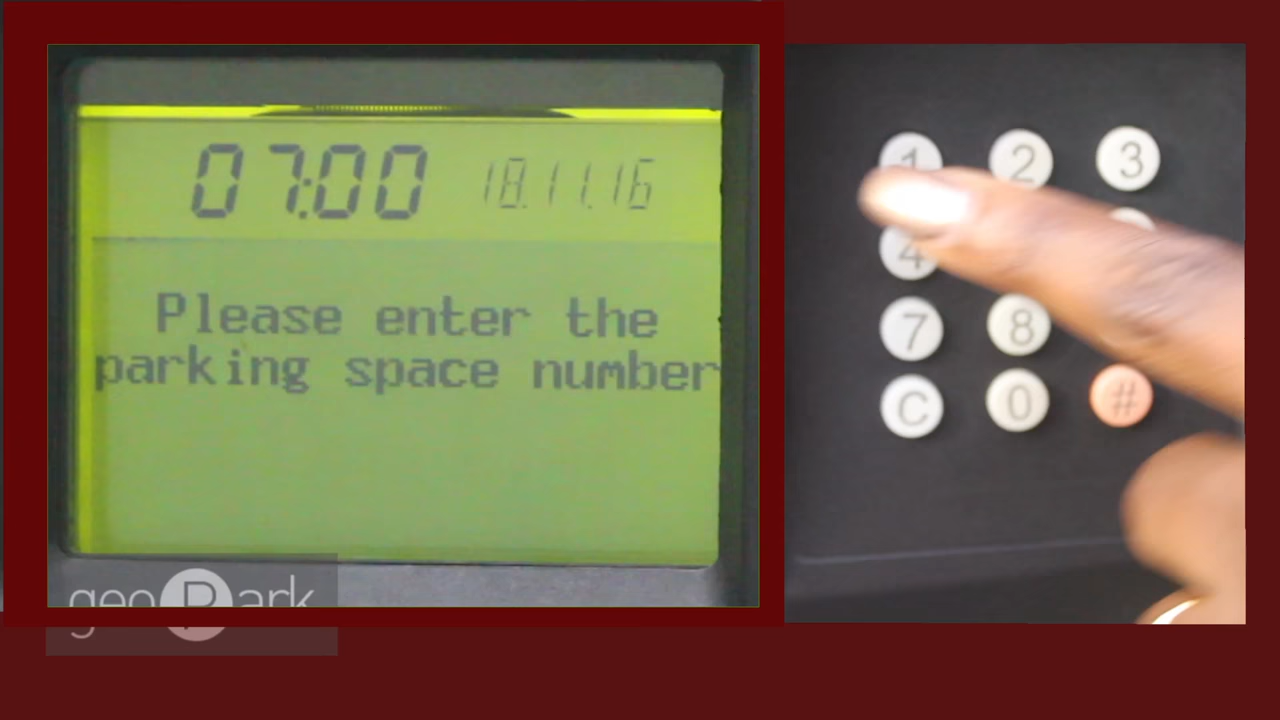 07:00 18.11.16
Please enter the
parking space number
1 2 3
4
7 8
C 0 #
geoPark